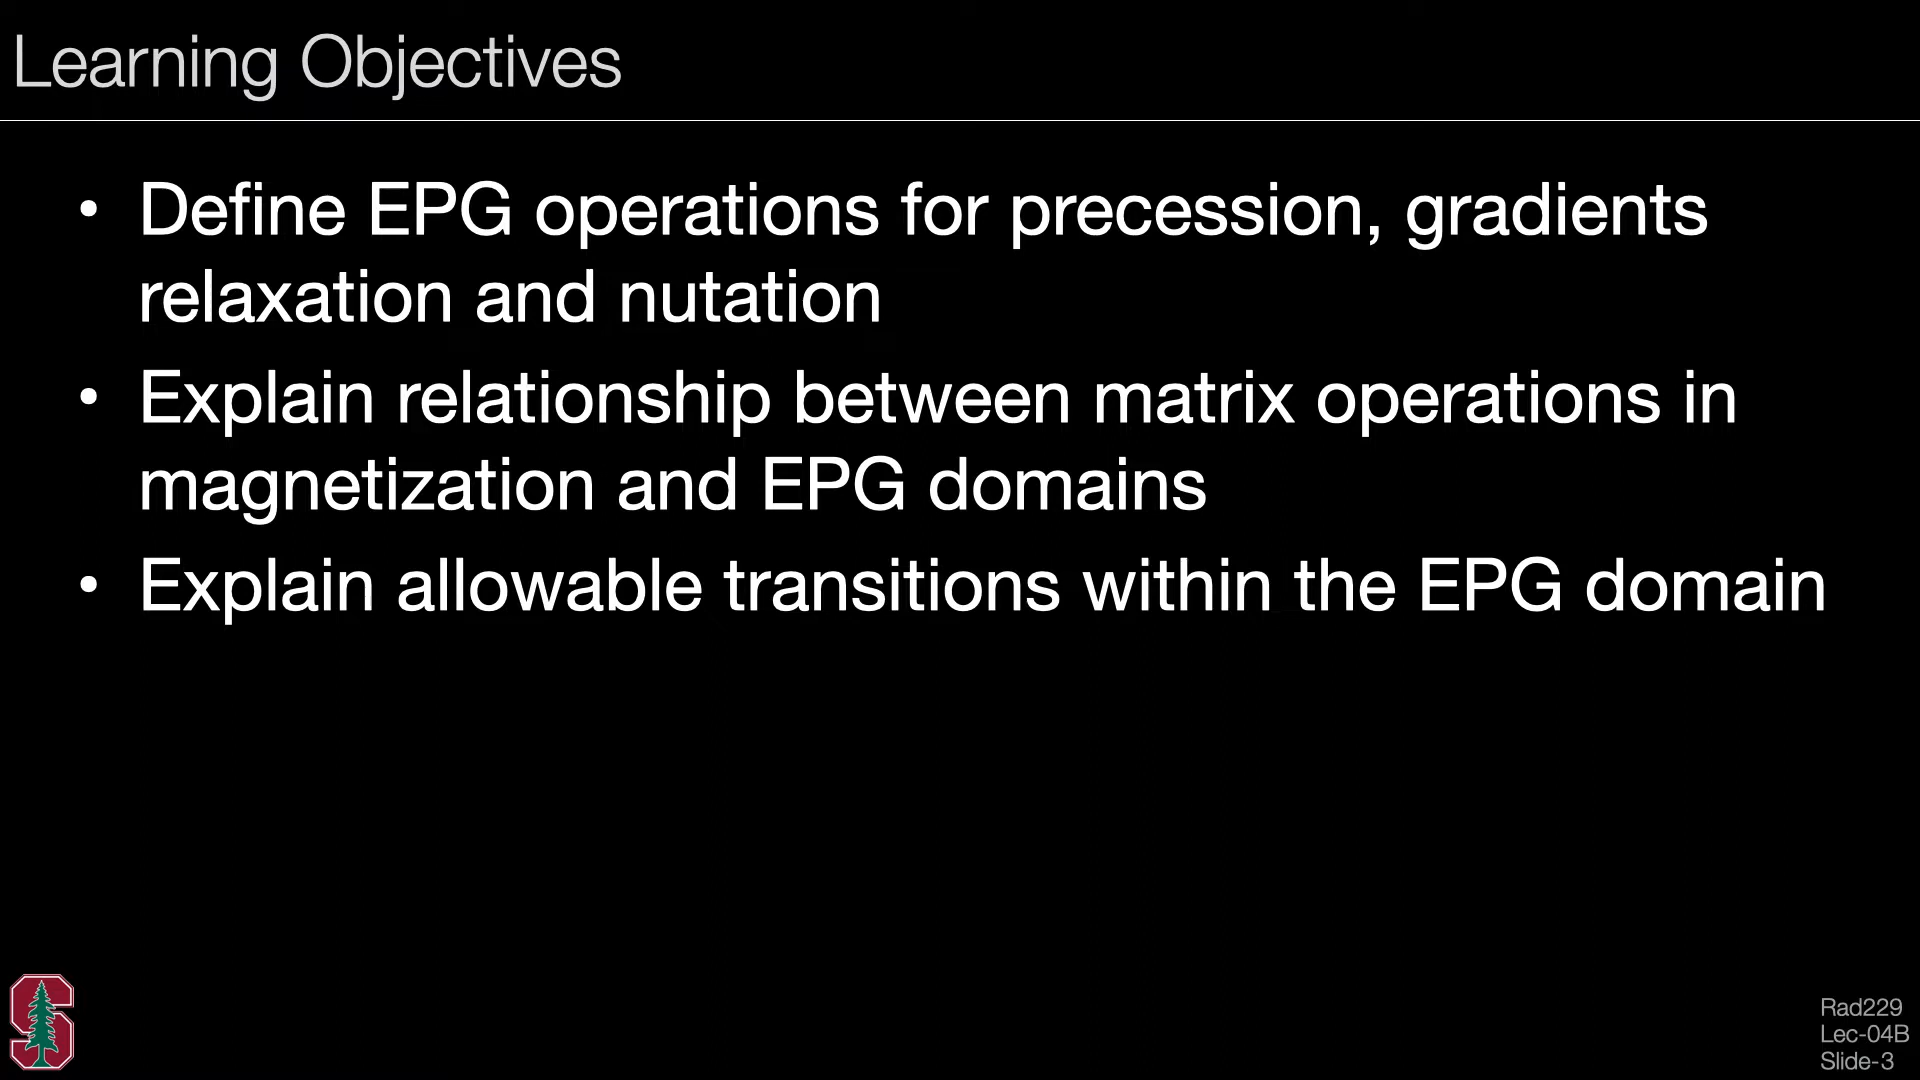 Learning Objectives
• Define EPG operations for precession, gradients
relaxation and nutation
• Explain relationship between matrix operations in
magnetization and EPG domains
• Explain allowable transitions within the EPG domain
Rad229
Lec-04B
Slide-3